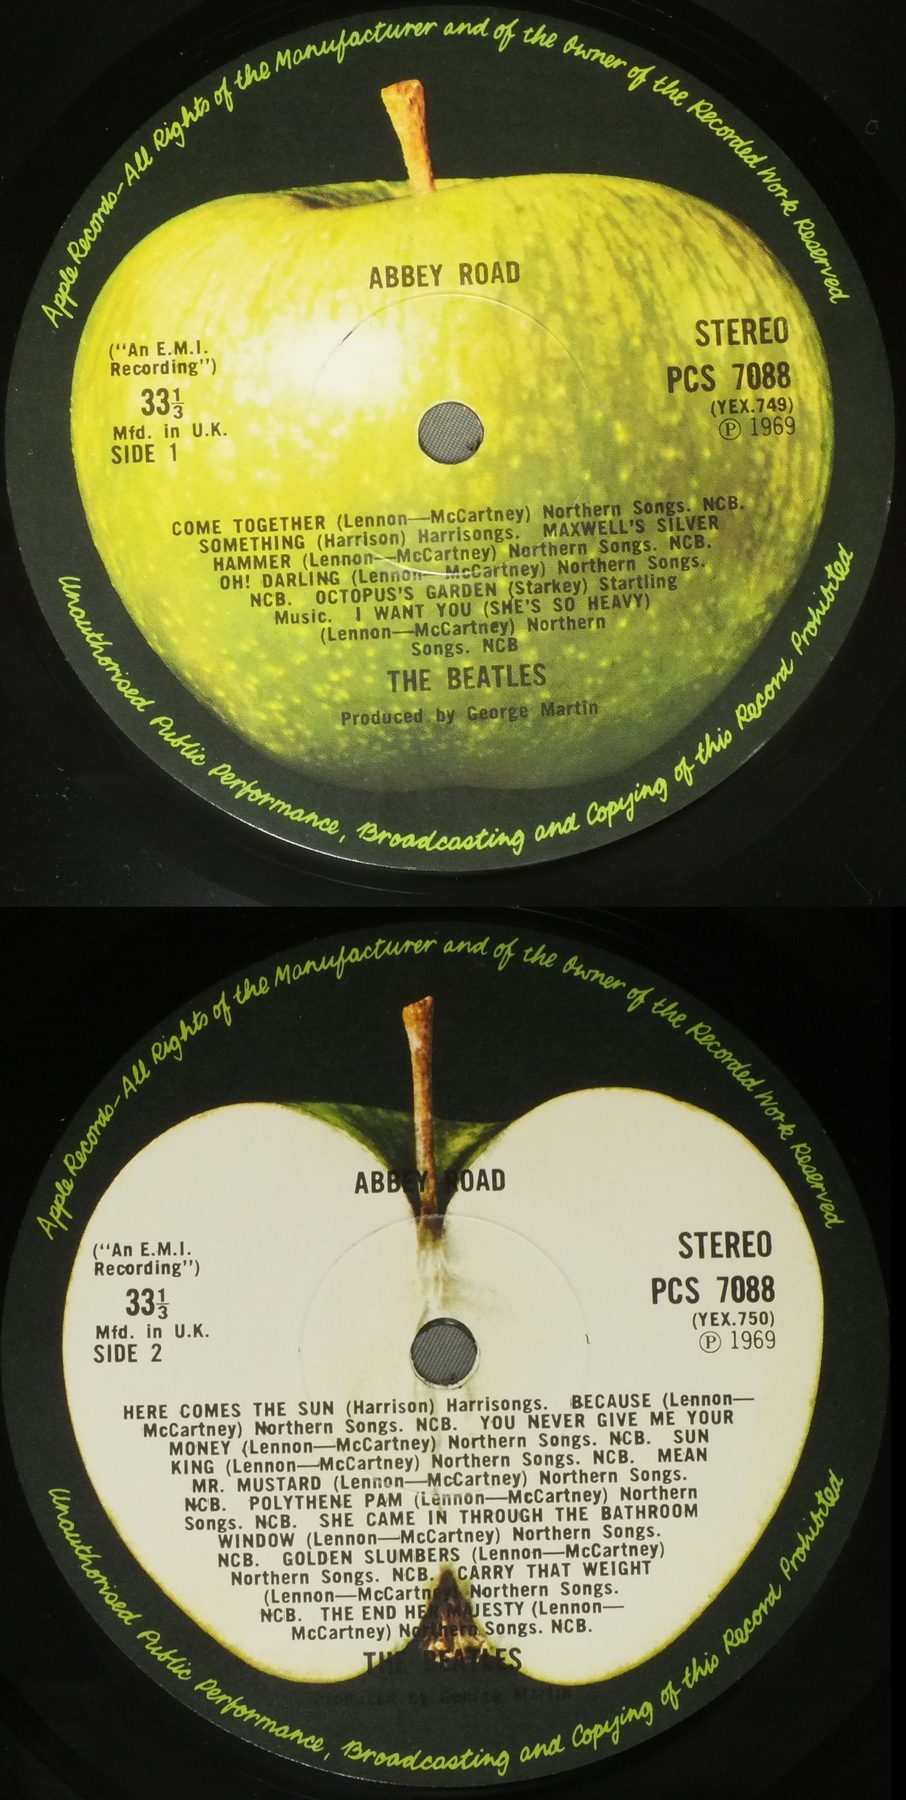 Apple Records—All Rights of the Manufacturer and of the Owner of the Recorded Work Reserved
ABBEY ROAD
("An E.M.I.
Recording")
33⅓
Mfd. in U.K.
SIDE 1
STEREO
PCS 7088
(YEX.749)
Ⓟ 1969
COME TOGETHER (Lennon—McCartney) Northern Songs. NCB.
SOMETHING (Harrison) Harrisongs. MAXWELL'S SILVER
HAMMER (Lennon—McCartney) Northern Songs. NCB.
OH! DARLING (Lennon—McCartney) Northern Songs.
NCB. OCTOPUS'S GARDEN (Starkey) Startling
Music. I WANT YOU (SHE'S SO HEAVY)
(Lennon—McCartney) Northern
Songs. NCB
THE BEATLES
Produced by George Martin
Unauthorised Public Performance, Broadcasting and Copying of this Record Prohibited
Apple Records—All Rights of the Manufacturer and of the Owner of the Recorded Work Reserved
ABBEY ROAD
("An E.M.I.
Recording")
33⅓
Mfd. in U.K.
SIDE 2
STEREO
PCS 7088
(YEX.750)
Ⓟ 1969
HERE COMES THE SUN (Harrison) Harrisongs. BECAUSE (Lennon—
McCartney) Northern Songs. NCB. YOU NEVER GIVE ME YOUR
MONEY (Lennon—McCartney) Northern Songs. NCB. SUN
KING (Lennon—McCartney) Northern Songs. NCB. MEAN
MR. MUSTARD (Lennon—McCartney) Northern Songs.
NCB. POLYTHENE PAM (Lennon—McCartney) Northern
Songs. NCB. SHE CAME IN THROUGH THE BATHROOM
WINDOW (Lennon—McCartney) Northern Songs.
NCB. GOLDEN SLUMBERS (Lennon—McCartney)
Northern Songs. NCB. CARRY THAT WEIGHT
(Lennon—McCartney) Northern Songs.
NCB. THE END HER MAJESTY (Lennon—
McCartney) Northern Songs. NCB.
THE BEATLES
Produced by George Martin
Unauthorised Public Performance, Broadcasting and Copying of this Record Prohibited